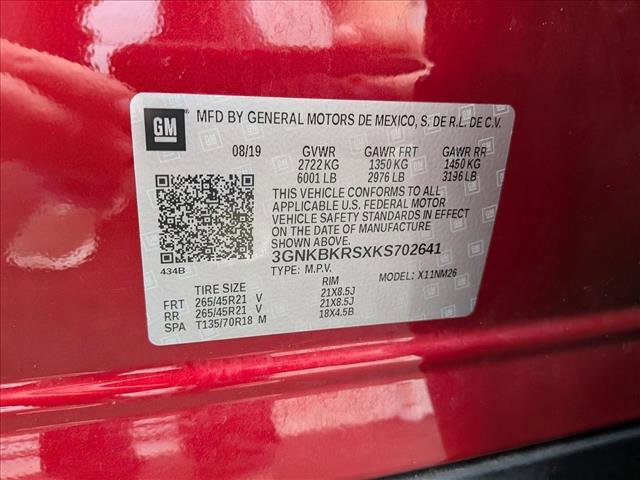 GM ® MFD BY GENERAL MOTORS DE MEXICO, S. DE R.L. DE C.V.
08/19 GVWR GAWR FRT GAWR RR
2722 KG 1350 KG 1450 KG
6001 LB 2976 LB 3196 LB
THIS VEHICLE CONFORMS TO ALL
APPLICABLE U.S. FEDERAL MOTOR
VEHICLE SAFETY STANDARDS IN EFFECT
ON THE DATE OF MANUFACTURE
SHOWN ABOVE.
434B 3GNKBKRSXKS702641
TYPE: M.P.V. MODEL: X11NM26
TIRE SIZE RIM
FRT 265/45R21 V 21X8.5J
RR 265/45R21 V 21X8.5J
SPA T135/70R18 M 18X4.5B